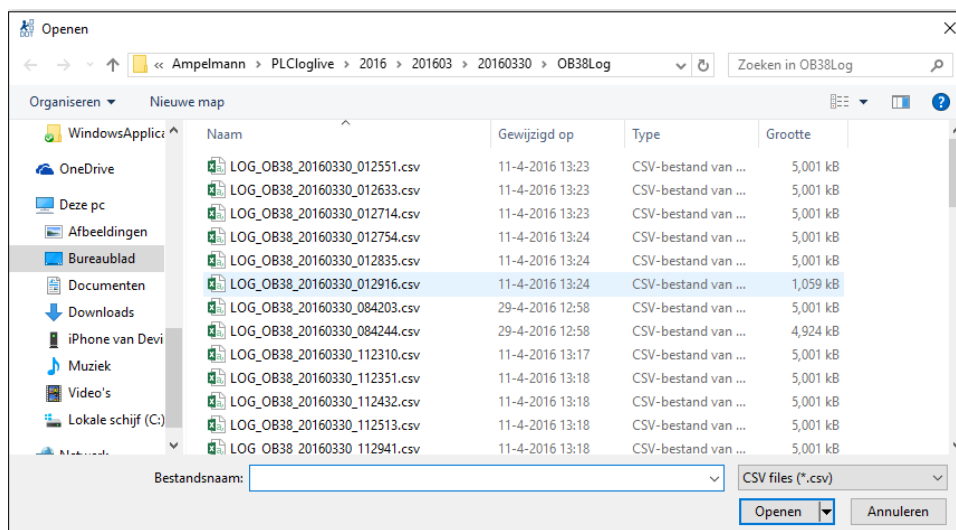 Openen
« Ampelmann > PLCloglive > 2016 > 201603 > 20160330 > OB38Log
Zoeken in OB38Log
Organiseren
Nieuwe map
WindowsApplica
OneDrive
Deze pc
Afbeeldingen
Bureaublad
Documenten
Downloads
iPhone van Devi
Muziek
Video's
Lokale schijf (C:)
Naam Gewijzigd op Type Grootte
LOG_OB38_20160330_012551.csv 11-4-2016 13:23 CSV-bestand van ... 5,001 kB
LOG_OB38_20160330_012633.csv 11-4-2016 13:23 CSV-bestand van ... 5,001 kB
LOG_OB38_20160330_012714.csv 11-4-2016 13:23 CSV-bestand van ... 5,001 kB
LOG_OB38_20160330_012754.csv 11-4-2016 13:24 CSV-bestand van ... 5,001 kB
LOG_OB38_20160330_012835.csv 11-4-2016 13:24 CSV-bestand van ... 5,001 kB
LOG_OB38_20160330_012916.csv 11-4-2016 13:24 CSV-bestand van ... 1,059 kB
LOG_OB38_20160330_084203.csv 29-4-2016 12:58 CSV-bestand van ... 5,001 kB
LOG_OB38_20160330_084244.csv 29-4-2016 12:58 CSV-bestand van ... 4,924 kB
LOG_OB38_20160330_112310.csv 11-4-2016 13:17 CSV-bestand van ... 5,001 kB
LOG_OB38_20160330_112351.csv 11-4-2016 13:18 CSV-bestand van ... 5,001 kB
LOG_OB38_20160330_112432.csv 11-4-2016 13:18 CSV-bestand van ... 5,001 kB
LOG_OB38_20160330_112513.csv 11-4-2016 13:18 CSV-bestand van ... 5,001 kB
LOG_OB38_20160330_112941.csv 11-4-2016 13:18 CSV-bestand van ... 5,001 kB
Bestandsnaam:
CSV files (*.csv)
Openen
Annuleren